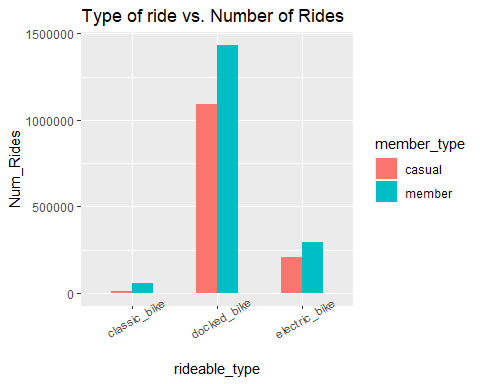 Type of ride vs. Number of Rides
1500000
1000000
500000
0
Num_Rides
classic_bike
docked_bike
electric_bike
rideable_type
member_type
casual
member